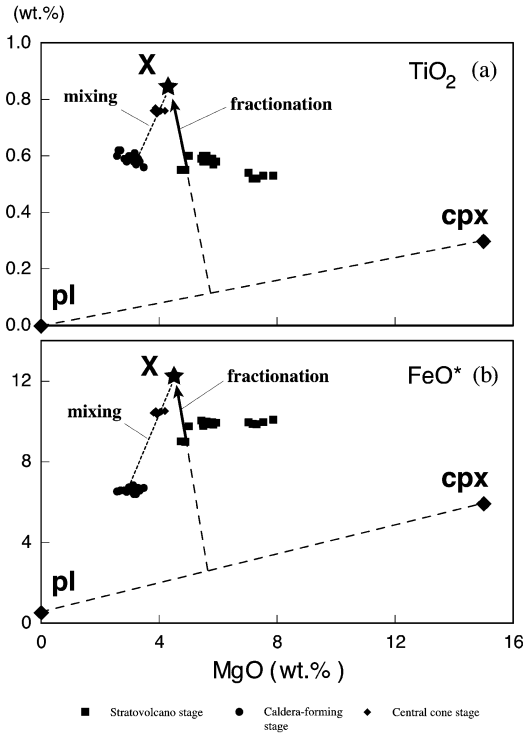 (wt.%)
1.0
X
TiO₂ (a)
0.8
mixing
fractionation
0.6
0.4
cpx
0.2
pl
0.0
X
FeO* (b)
12
fractionation
mixing
8
cpx
4
pl
0
0 4 8 12 16
MgO (wt.%)
Stratovolcano stage Caldera-forming Central cone stage
stage